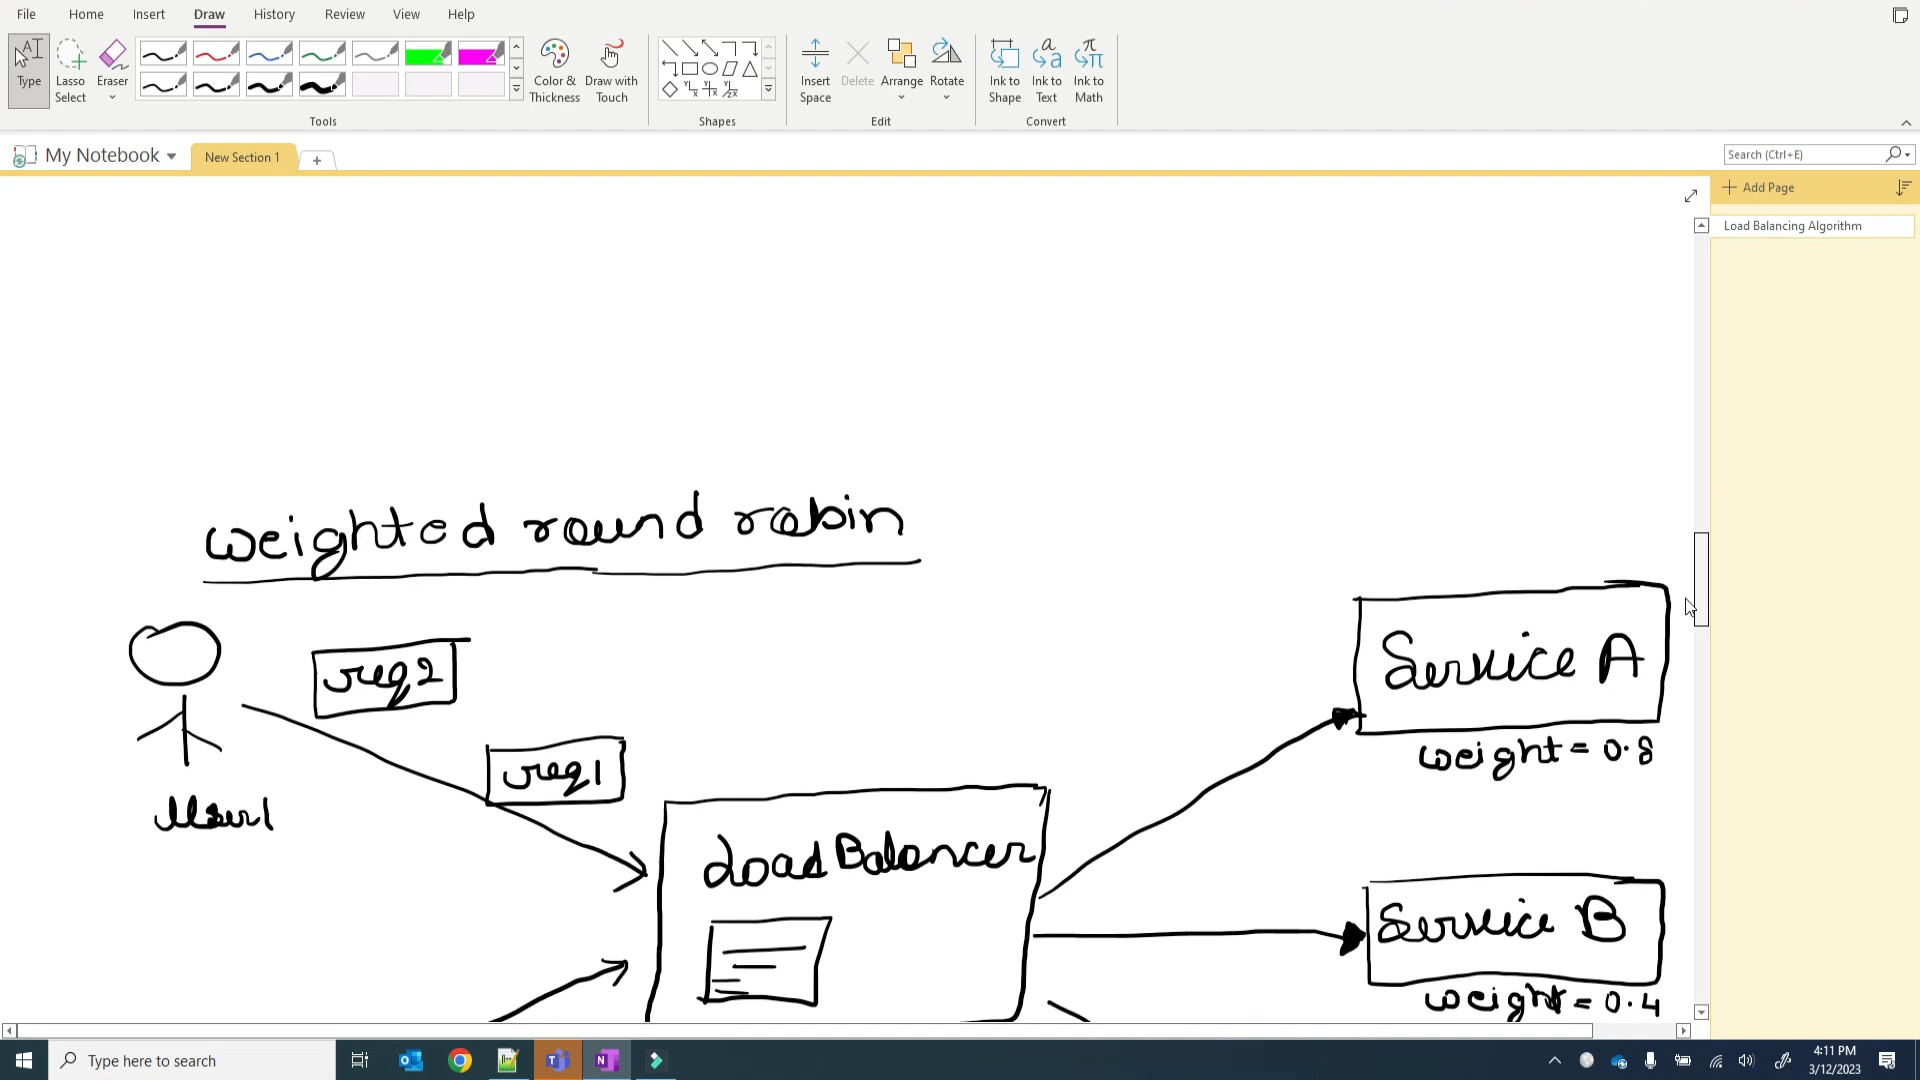 File Home Insert Draw History Review View Help
Type
Lasso Select
Eraser
Color & Thickness
Draw with Touch
Insert Space
Delete
Arrange
Rotate
Ink to Shape
Ink to Text
Ink to Math
Tools Shapes Edit Convert
My Notebook New Section 1 +
Search (Ctrl+E)
Add Page
Load Balancing Algorithm
weighted round robin
req2
Service A
weight = 0.8
req1
User1
Load Balancer
Service B
weight = 0.4
Type here to search
4:11 PM
3/12/2023